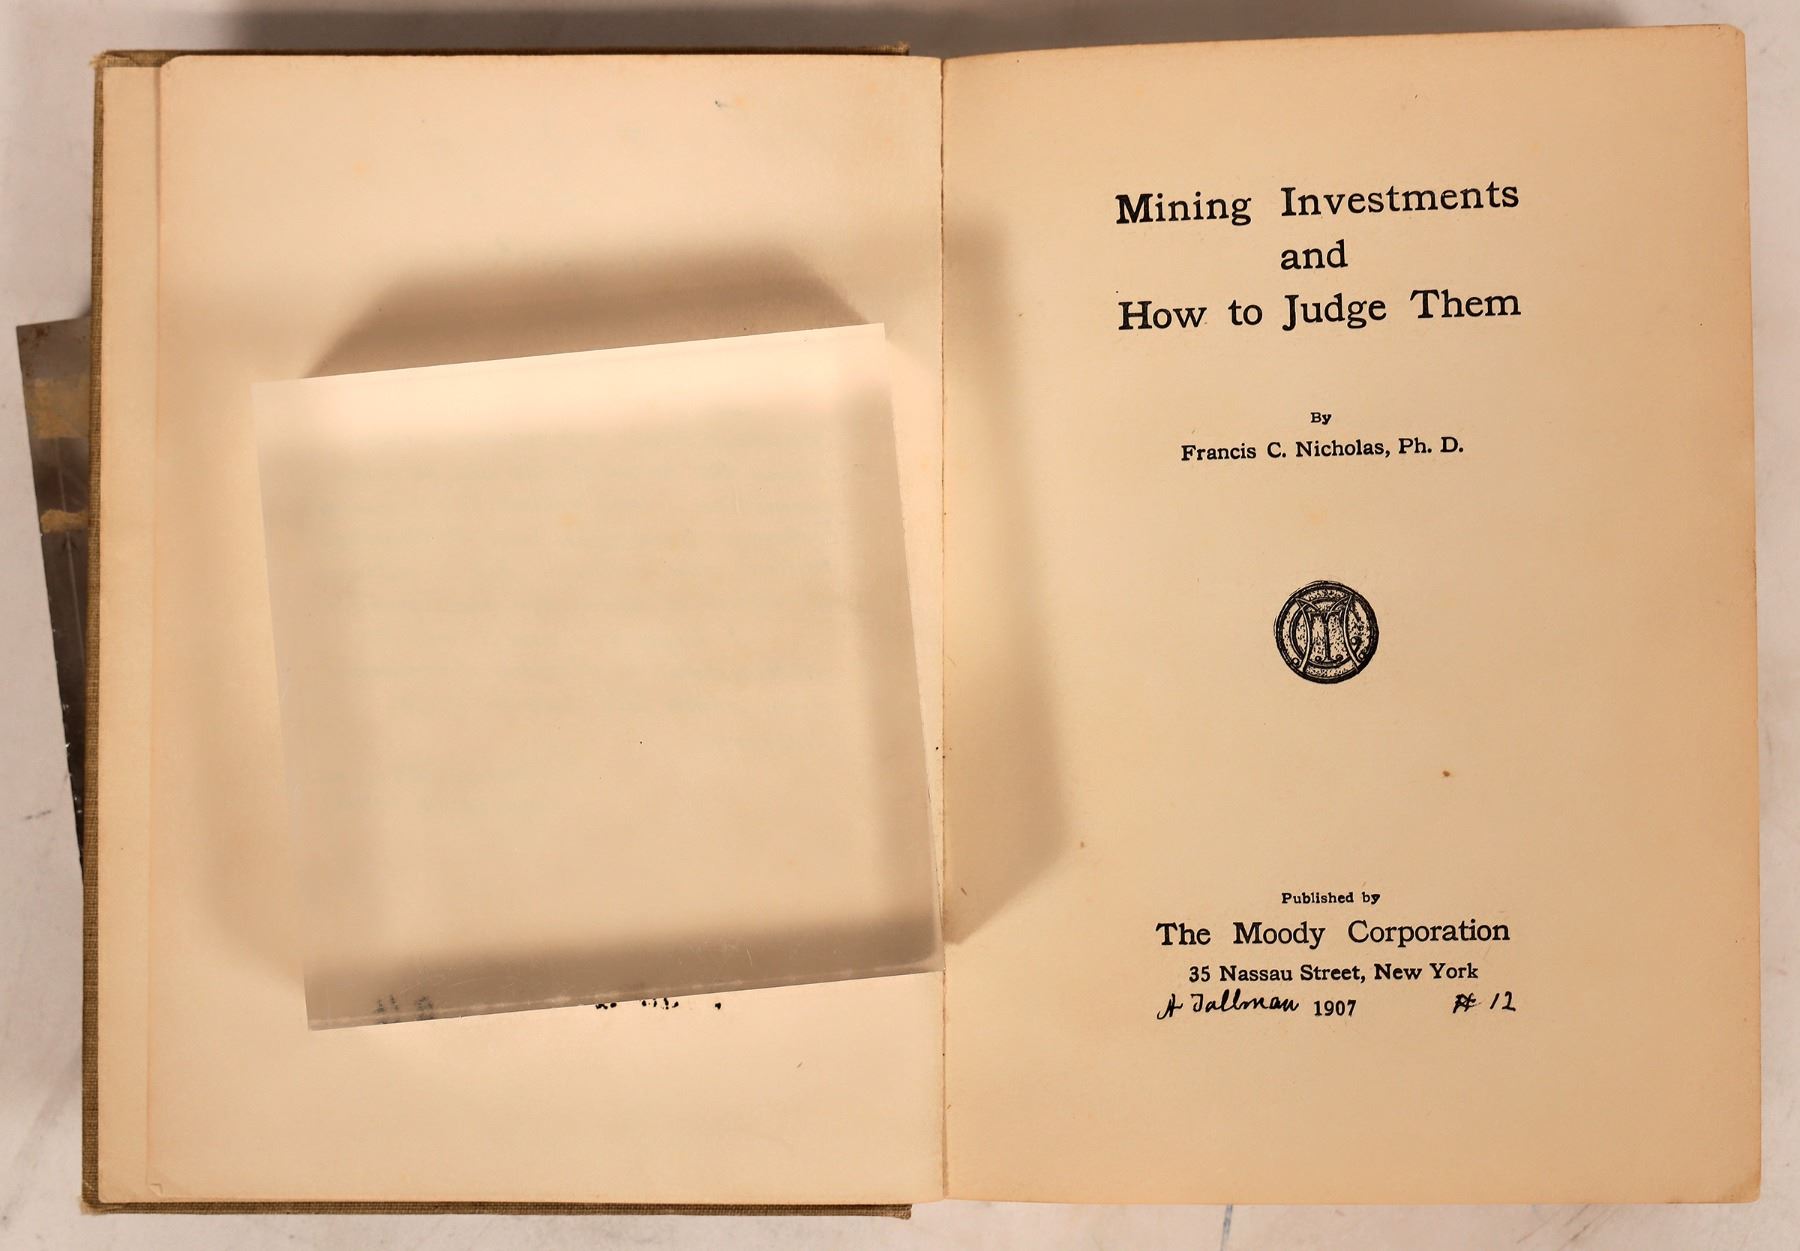 Mining Investments
and
How to Judge Them
By
Francis C. Nicholas, Ph. D.
Published by
The Moody Corporation
35 Nassau Street, New York
A Tallman 1907 # 12